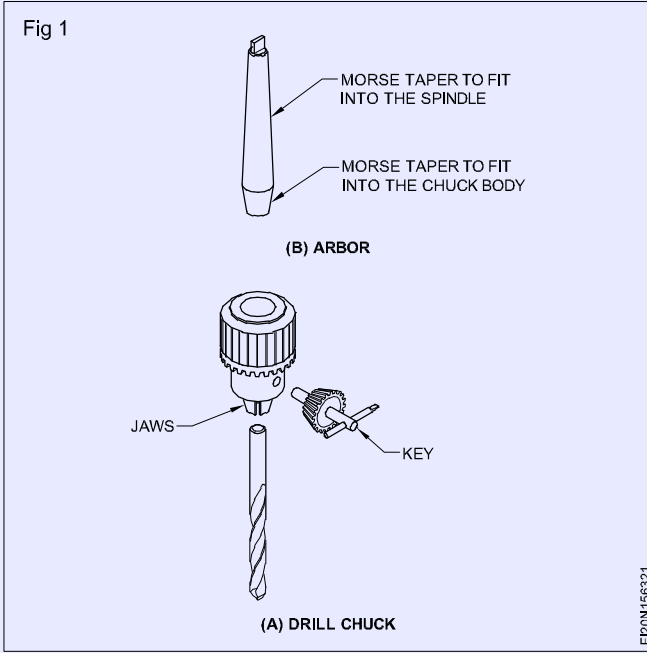 Fig 1
MORSE TAPER TO FIT
INTO THE SPINDLE
MORSE TAPER TO FIT
INTO THE CHUCK BODY
(B) ARBOR
JAWS
KEY
(A) DRILL CHUCK